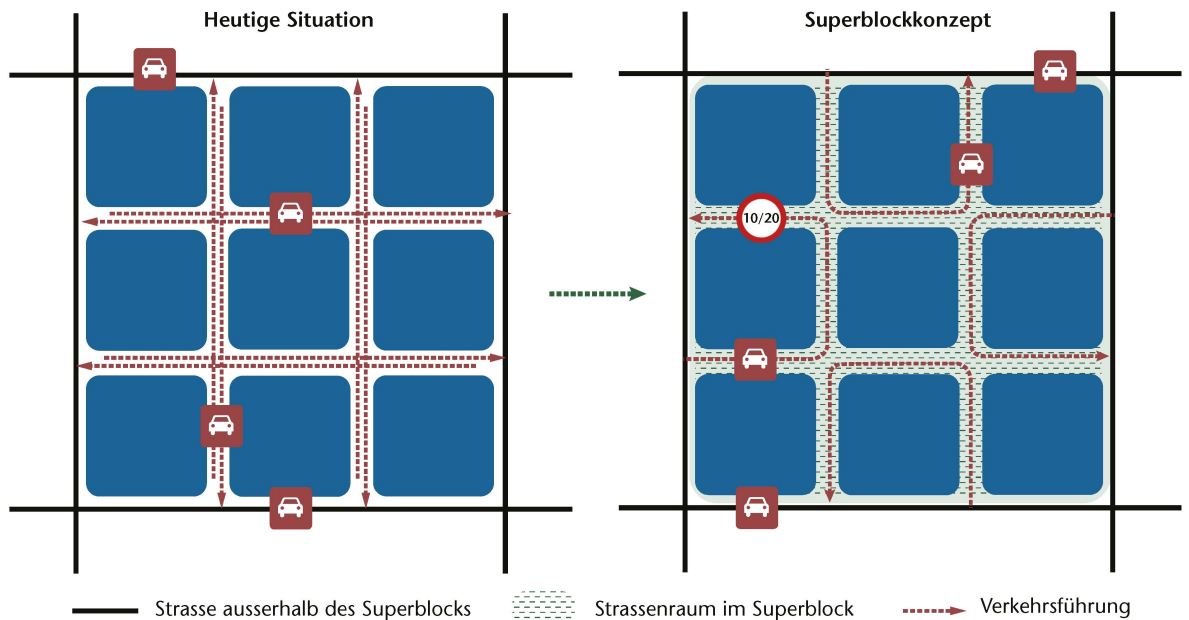 Heutige Situation
Superblockkonzept
10/20
Strasse ausserhalb des Superblocks
Strassenraum im Superblock
Verkehrsführung